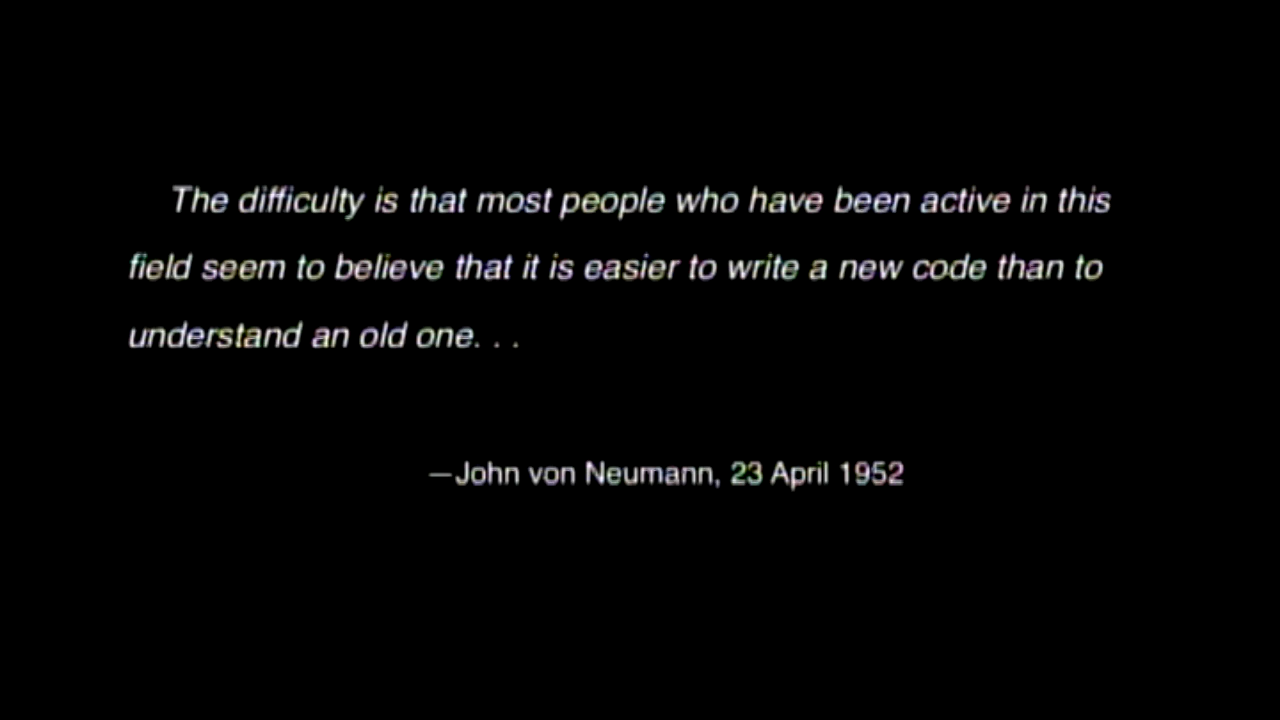 The difficulty is that most people who have been active in this
field seem to believe that it is easier to write a new code than to
understand an old one. . .
—John von Neumann, 23 April 1952